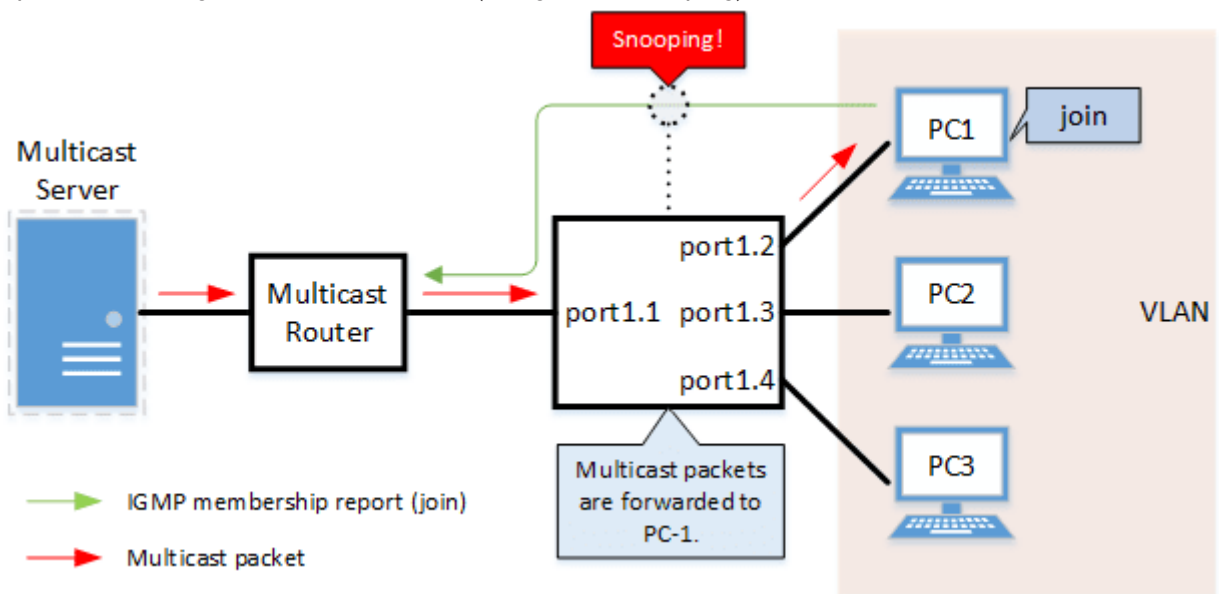 Snooping!
PC1
join
Multicast
Server
Multicast
Router
port1.1
port1.2
port1.3
port1.4
PC2
VLAN
PC3
Multicast packets
are forwarded to
PC-1.
IGMP membership report (join)
Multicast packet